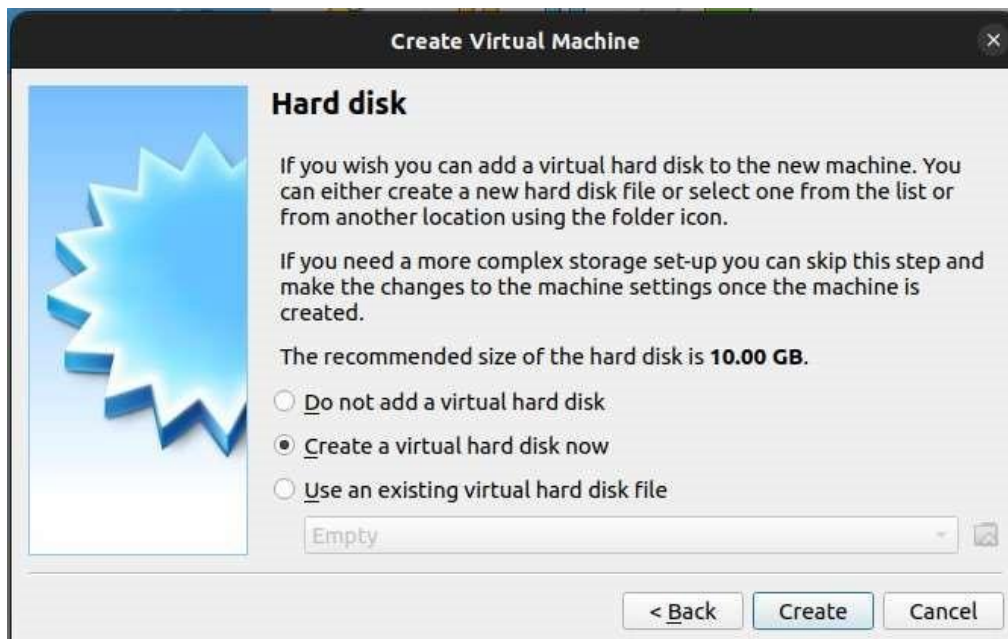 Create Virtual Machine
Hard disk
If you wish you can add a virtual hard disk to the new machine. You
can either create a new hard disk file or select one from the list or
from another location using the folder icon.
If you need a more complex storage set-up you can skip this step and
make the changes to the machine settings once the machine is
created.
The recommended size of the hard disk is 10.00 GB.
Do not add a virtual hard disk
Create a virtual hard disk now
Use an existing virtual hard disk file
Empty
< Back Create Cancel